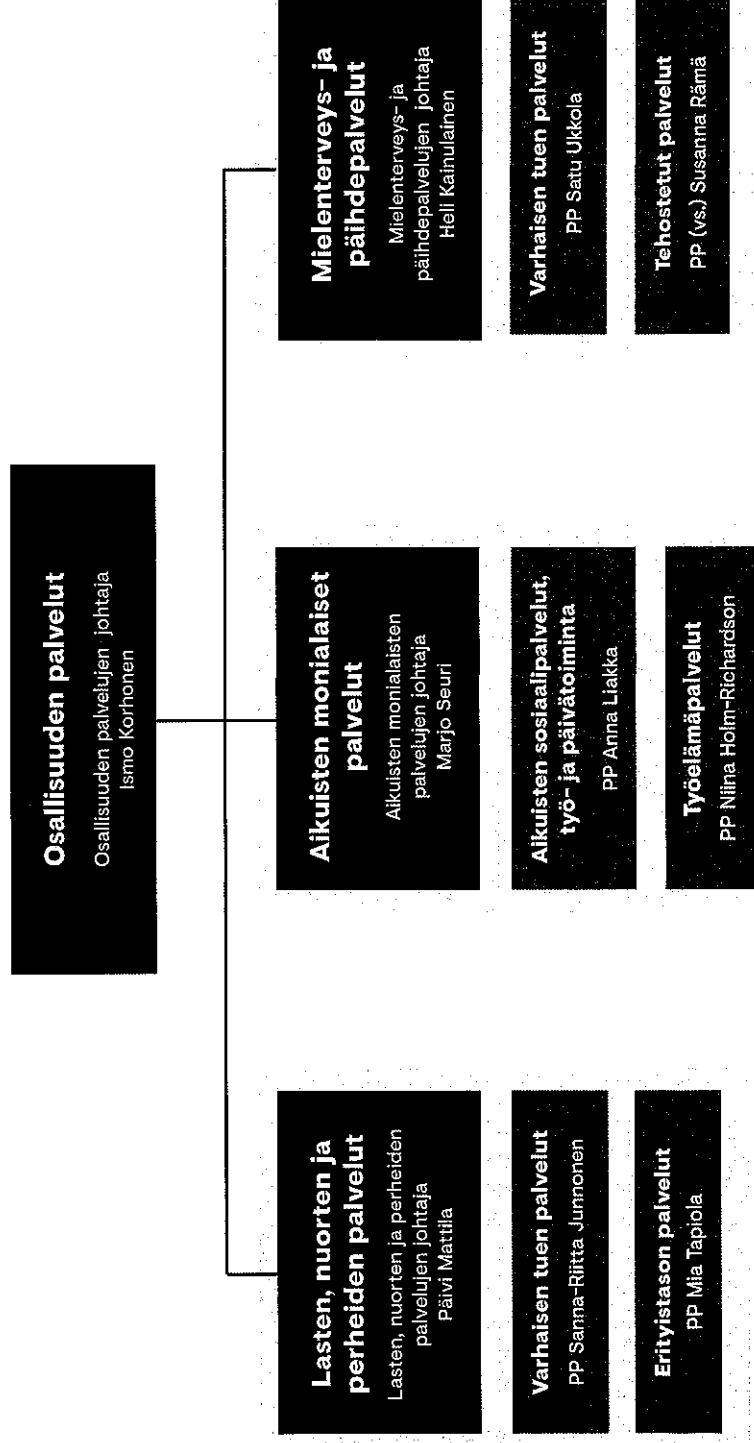 Osallisuuden palvelut
Osallisuuden palvelujen johtaja
Ismo Korhonen
Lasten, nuorten ja
perheiden palvelut
Lasten, nuorten ja perheiden
palvelujen johtaja
Päivi Mattila
Varhaisen tuen palvelut
PP Sanna-Riitta Junnonen
Erityistason palvelut
PP Mia Tapiola
Aikuisten monialaiset
palvelut
Aikuisten monialaisten
palvelujen johtaja
Marjo Seuri
Aikuisten sosiaalipalvelut,
työ- ja päivätoiminta
PP Anna Liakka
Työelämäpalvelut
PP Niina Holm-Richardson
Mielenterveys- ja
päihdepalvelut
Mielenterveys- ja
päihdepalvelujen johtaja
Heli Kainulainen
Varhaisen tuen palvelut
PP Satu Ukkola
Tehostetut palvelut
PP (vs.) Susanna Rämä